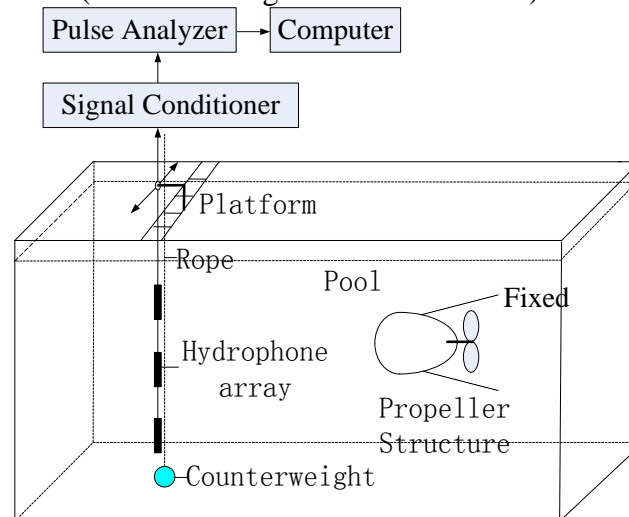 Pulse Analyzer
Computer
Signal Conditioner
Platform
Rope
Pool
Fixed
Hydrophone
array
Propeller
Structure
Counterweight